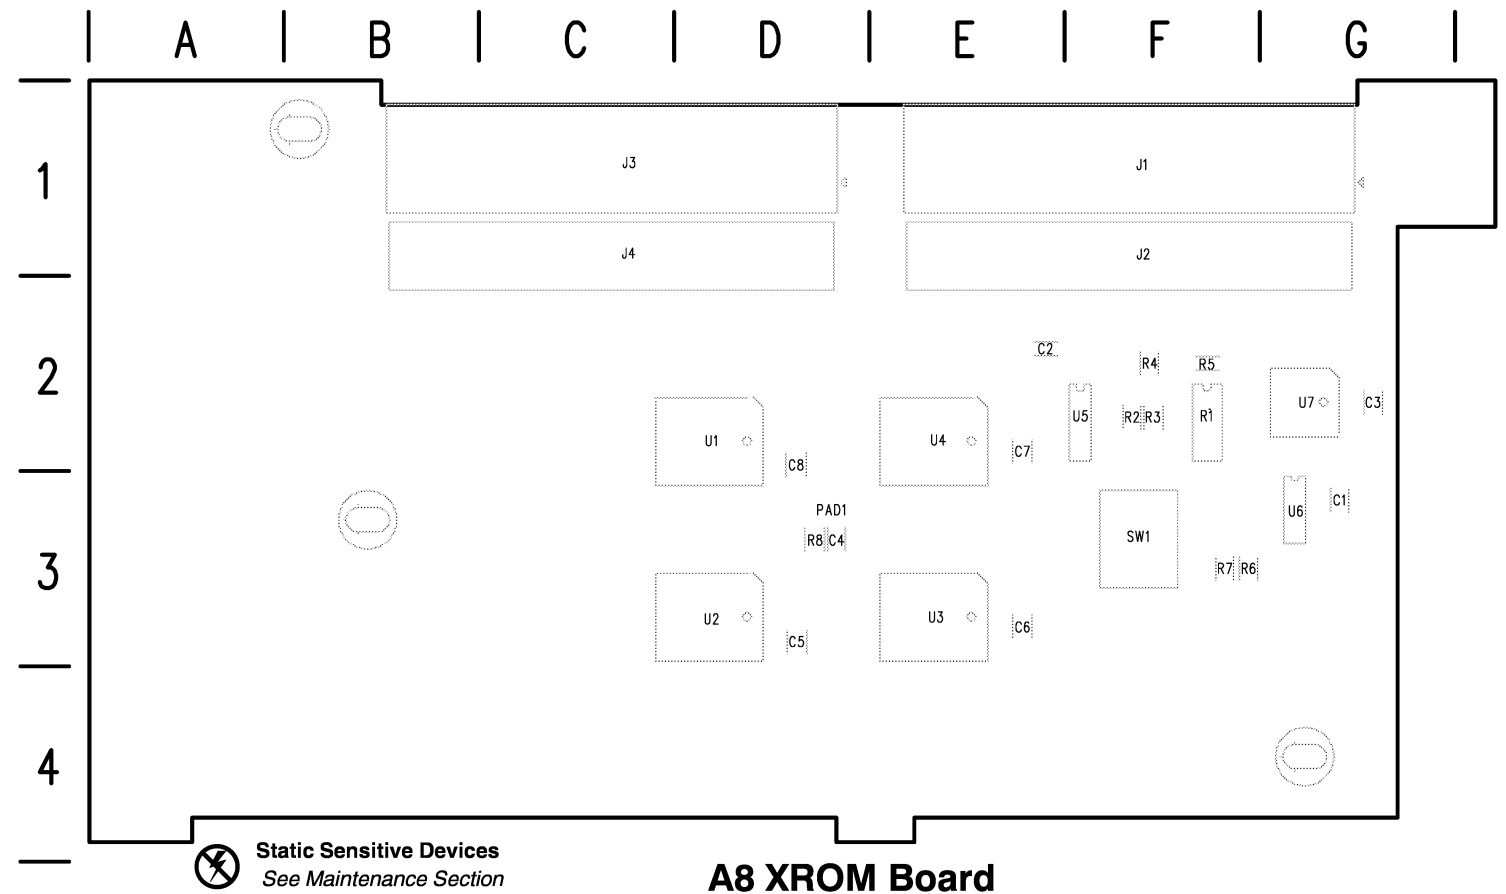 A B C D E F G
1
J3 J1
J4 J2
2
C2
R4 R5
U7 C3
U5 R2 R3 R1
U1 U4
C8 C7
C1
PAD1 U6
R8 C4 SW1
3
R7 R6
U2 U3
C5 C6
4
Static Sensitive Devices
See Maintenance Section
A8 XROM Board